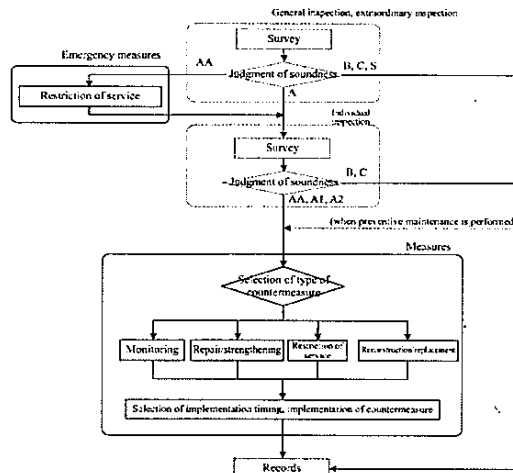 General inspection, extraordinary inspection
Survey
Emergency measures
AA
Judgment of soundness
B, C, S
Restriction of service
A
Individual
inspection
Survey
Judgment of soundness
B, C
AA, A1, A2
(when preventive maintenance is performed
Measures
Selection of type of
countermeasure
Monitoring
Repair/strengthening
Restriction of
service
Reconstruction/replacement
Selection of implementation timing, implementation of countermeasure
Records